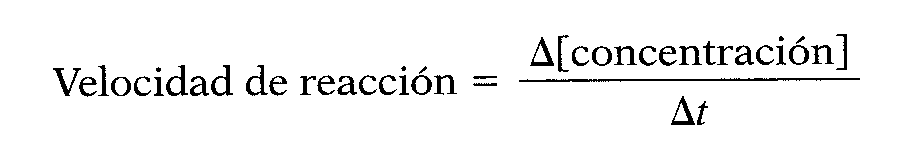 Velocidad de reacción = Δ[concentración] / Δt